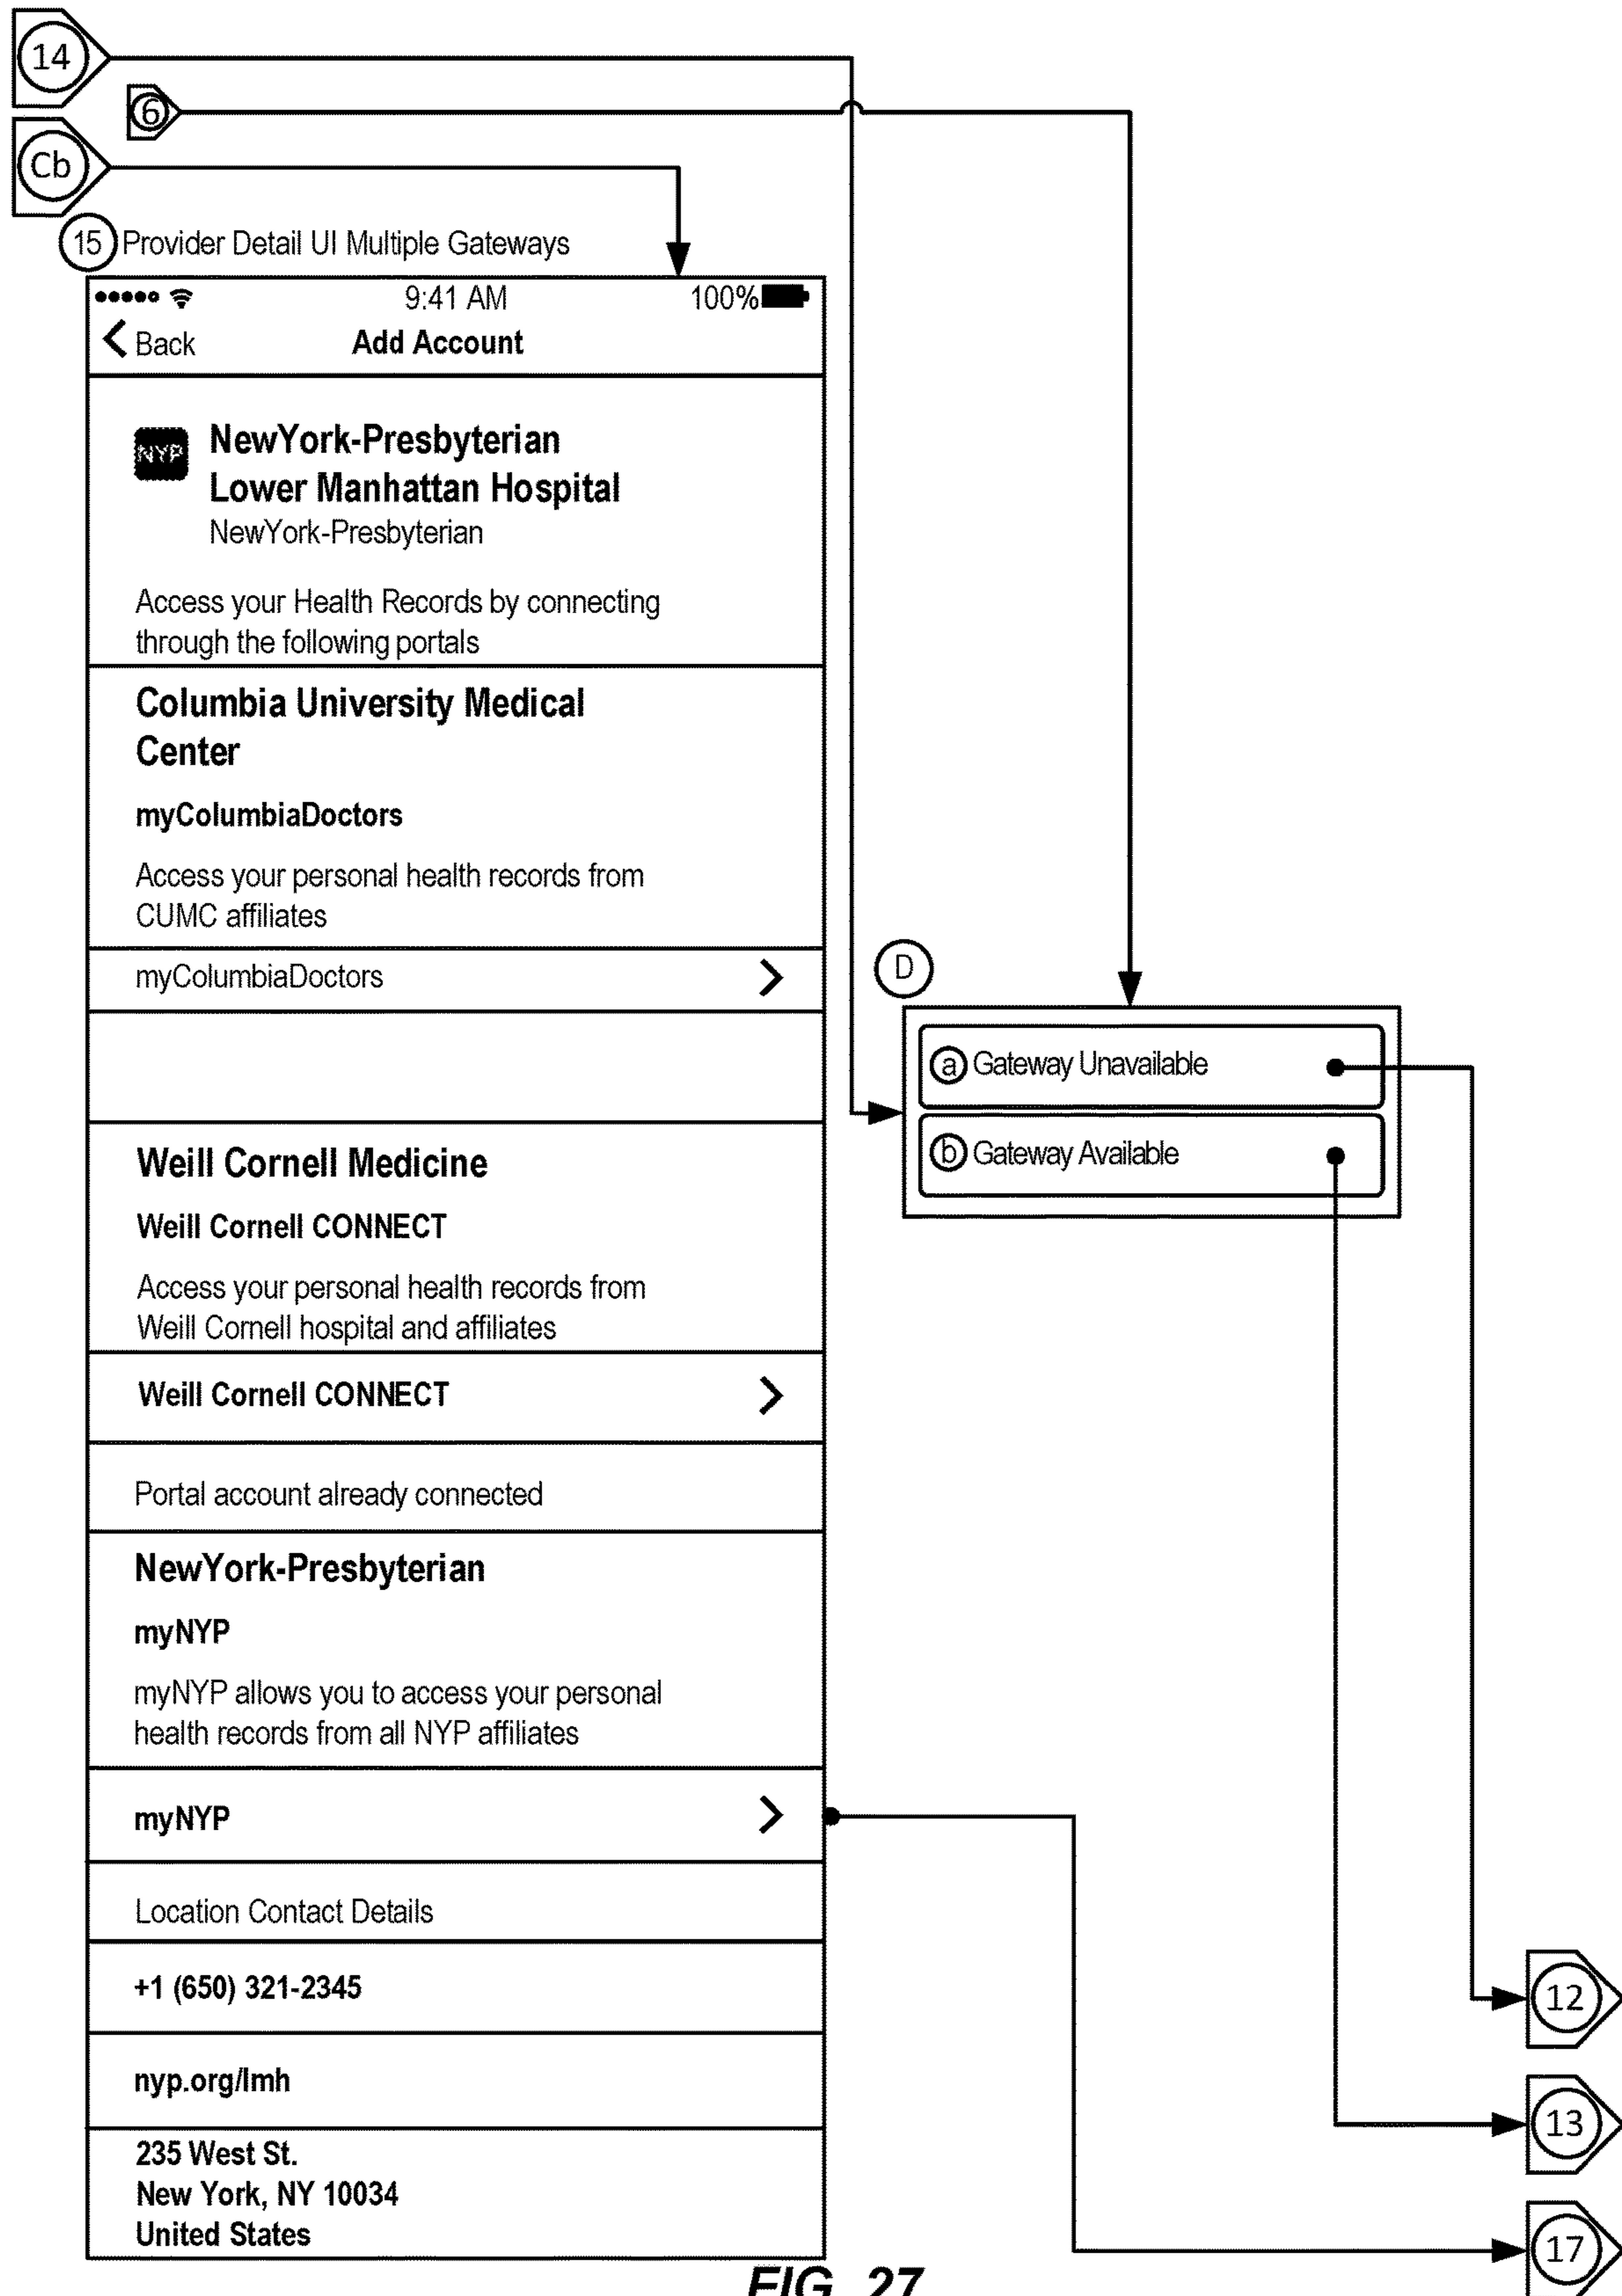 14
6
Cb
15 Provider Detail UI Multiple Gateways
9:41 AM 100%
Back Add Account
NYP
NewYork-Presbyterian
Lower Manhattan Hospital
NewYork-Presbyterian
Access your Health Records by connecting
through the following portals
Columbia University Medical
Center
myColumbiaDoctors
Access your personal health records from
CUMC affiliates
myColumbiaDoctors
D
a Gateway Unavailable
b Gateway Available
Weill Cornell Medicine
Weill Cornell CONNECT
Access your personal health records from
Weill Cornell hospital and affiliates
Weill Cornell CONNECT
Portal account already connected
NewYork-Presbyterian
myNYP
myNYP allows you to access your personal
health records from all NYP affiliates
myNYP
Location Contact Details
+1 (650) 321-2345
nyp.org/lmh
235 West St.
New York, NY 10034
United States
12
13
17
FIG. 27